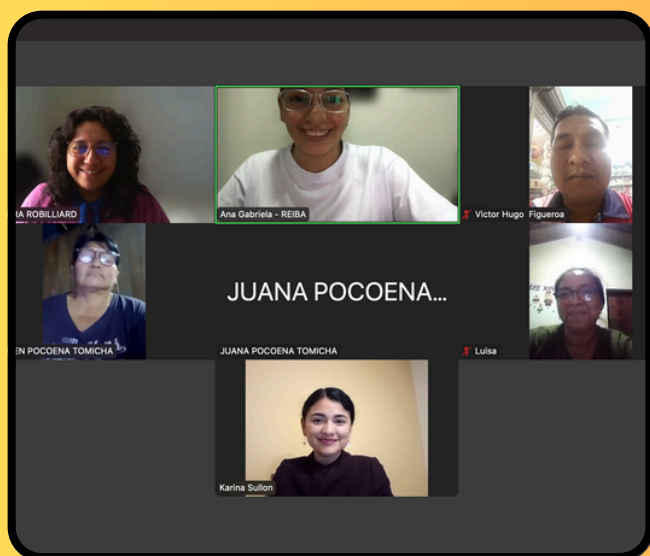 RA ROBILLIARD
Ana Gabriela - REIBA
Victor Hugo Figueroa
EN POCOENA TOMICHA
JUANA POCOENA...
JUANA POCOENA TOMICHA
Luisa
Karina Sullon